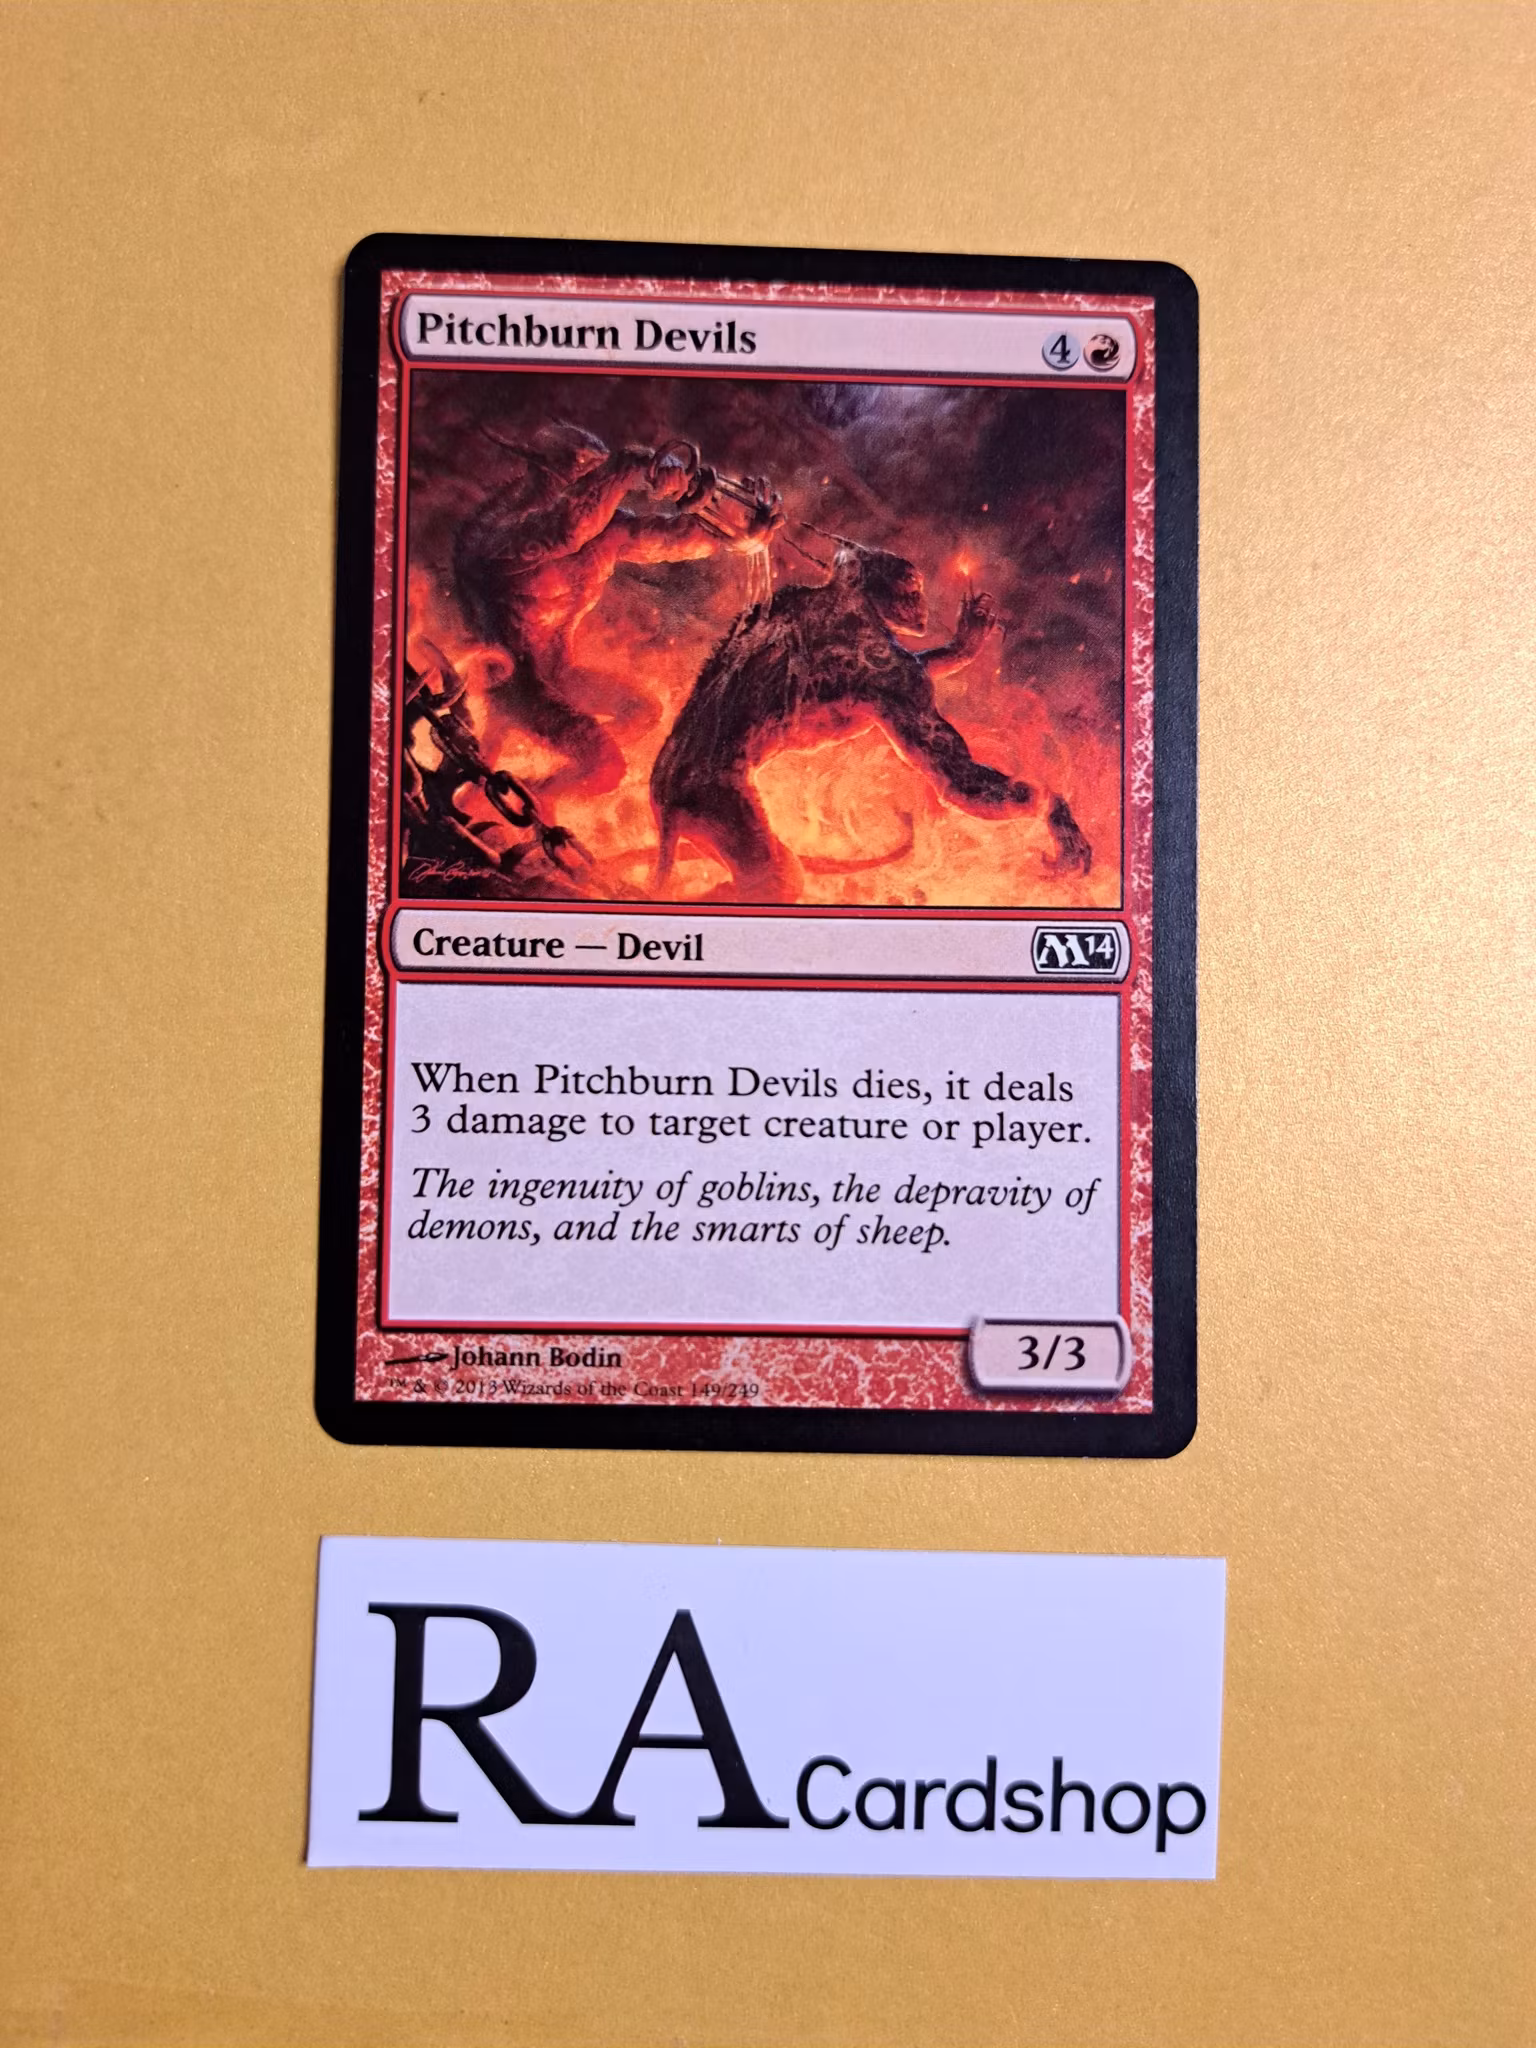 Pitchburn Devils
4
Creature — Devil
M14
When Pitchburn Devils dies, it deals
3 damage to target creature or player.
The ingenuity of goblins, the depravity of
demons, and the smarts of sheep.
3/3
Johann Bodin
™ & © 2013 Wizards of the Coast 149/249
RA Cardshop